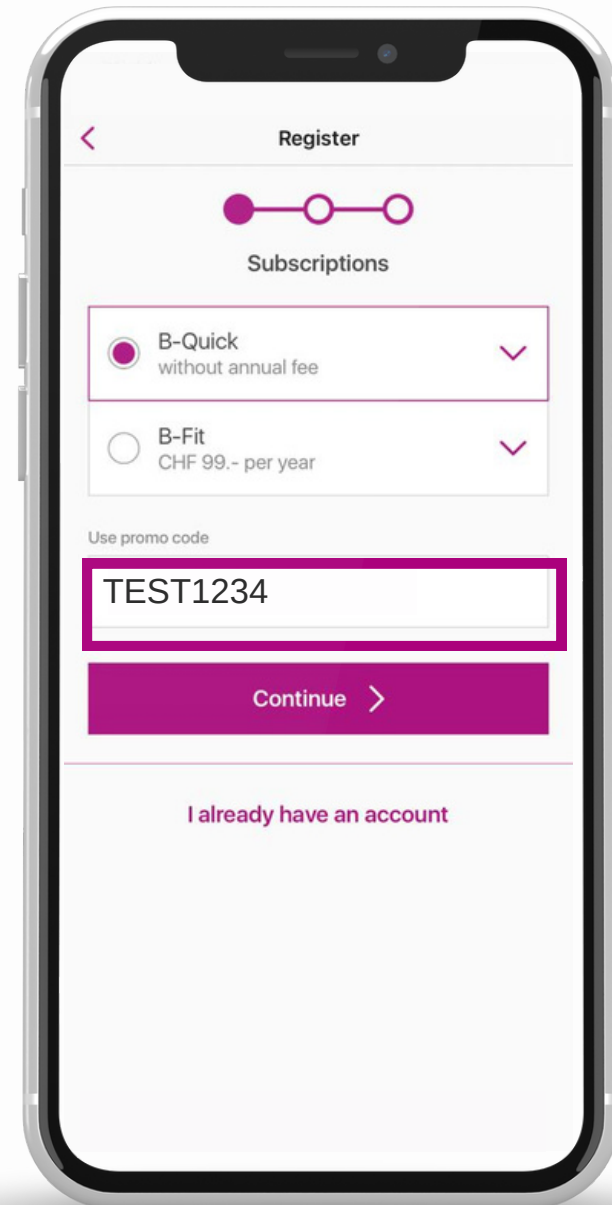 Register
Subscriptions
B-Quick
without annual fee
B-Fit
CHF 99.- per year
Use promo code
TEST1234
Continue
I already have an account